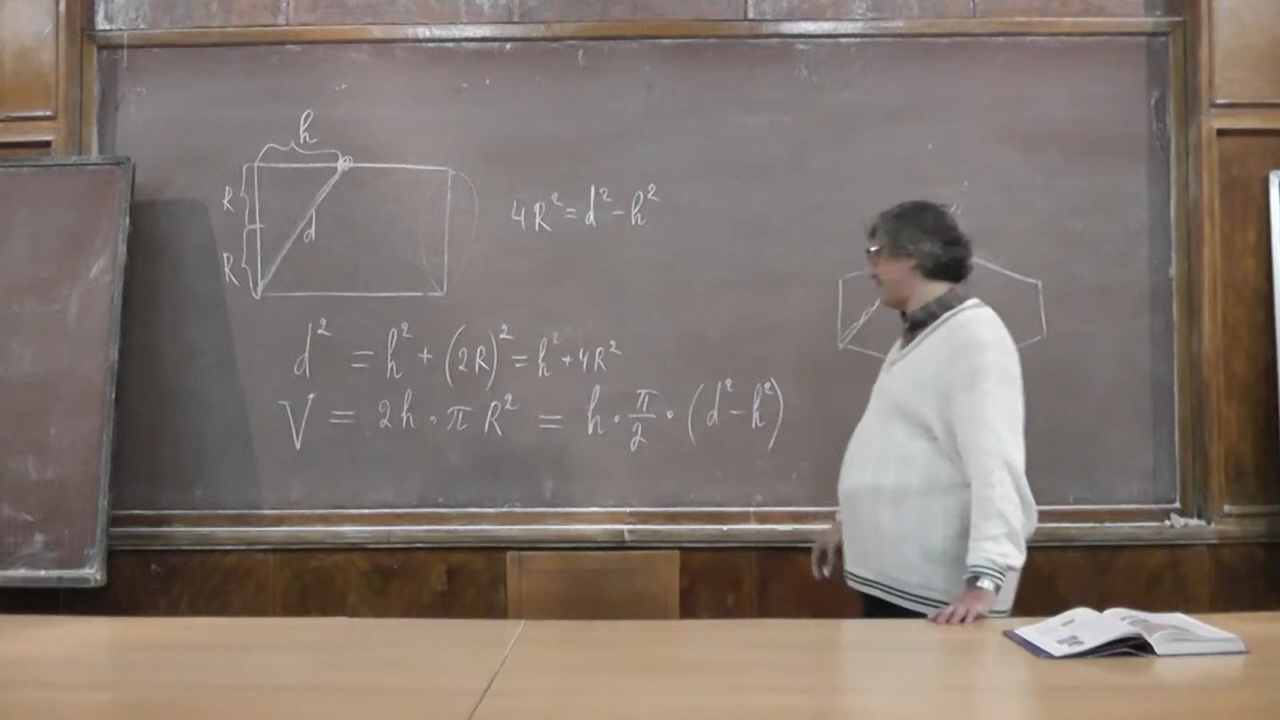 h
R
R
d
4R² = d² - h²
d² = h² + (2R)² = h² + 4R²
V = 2h · πR² = h · π/2 · (d² - h²)